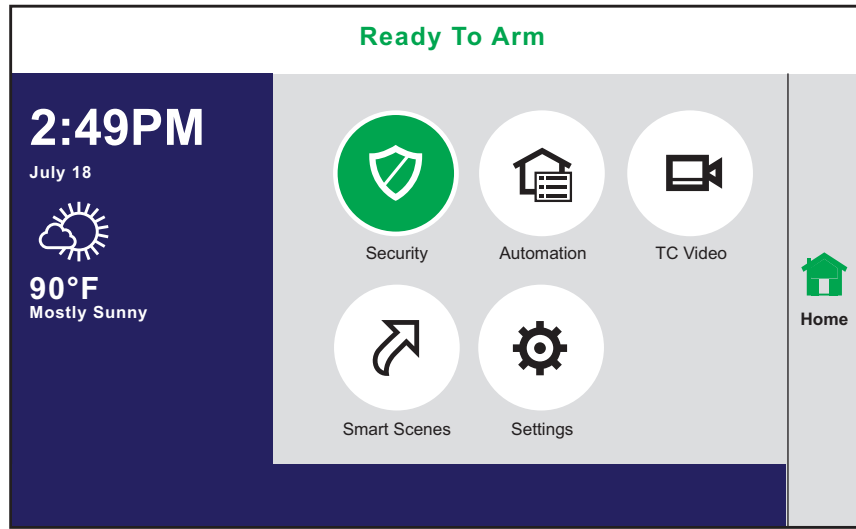 Ready To Arm
2:49PM
July 18
90°F
Mostly Sunny
Security
Automation
TC Video
Smart Scenes
Settings
Home